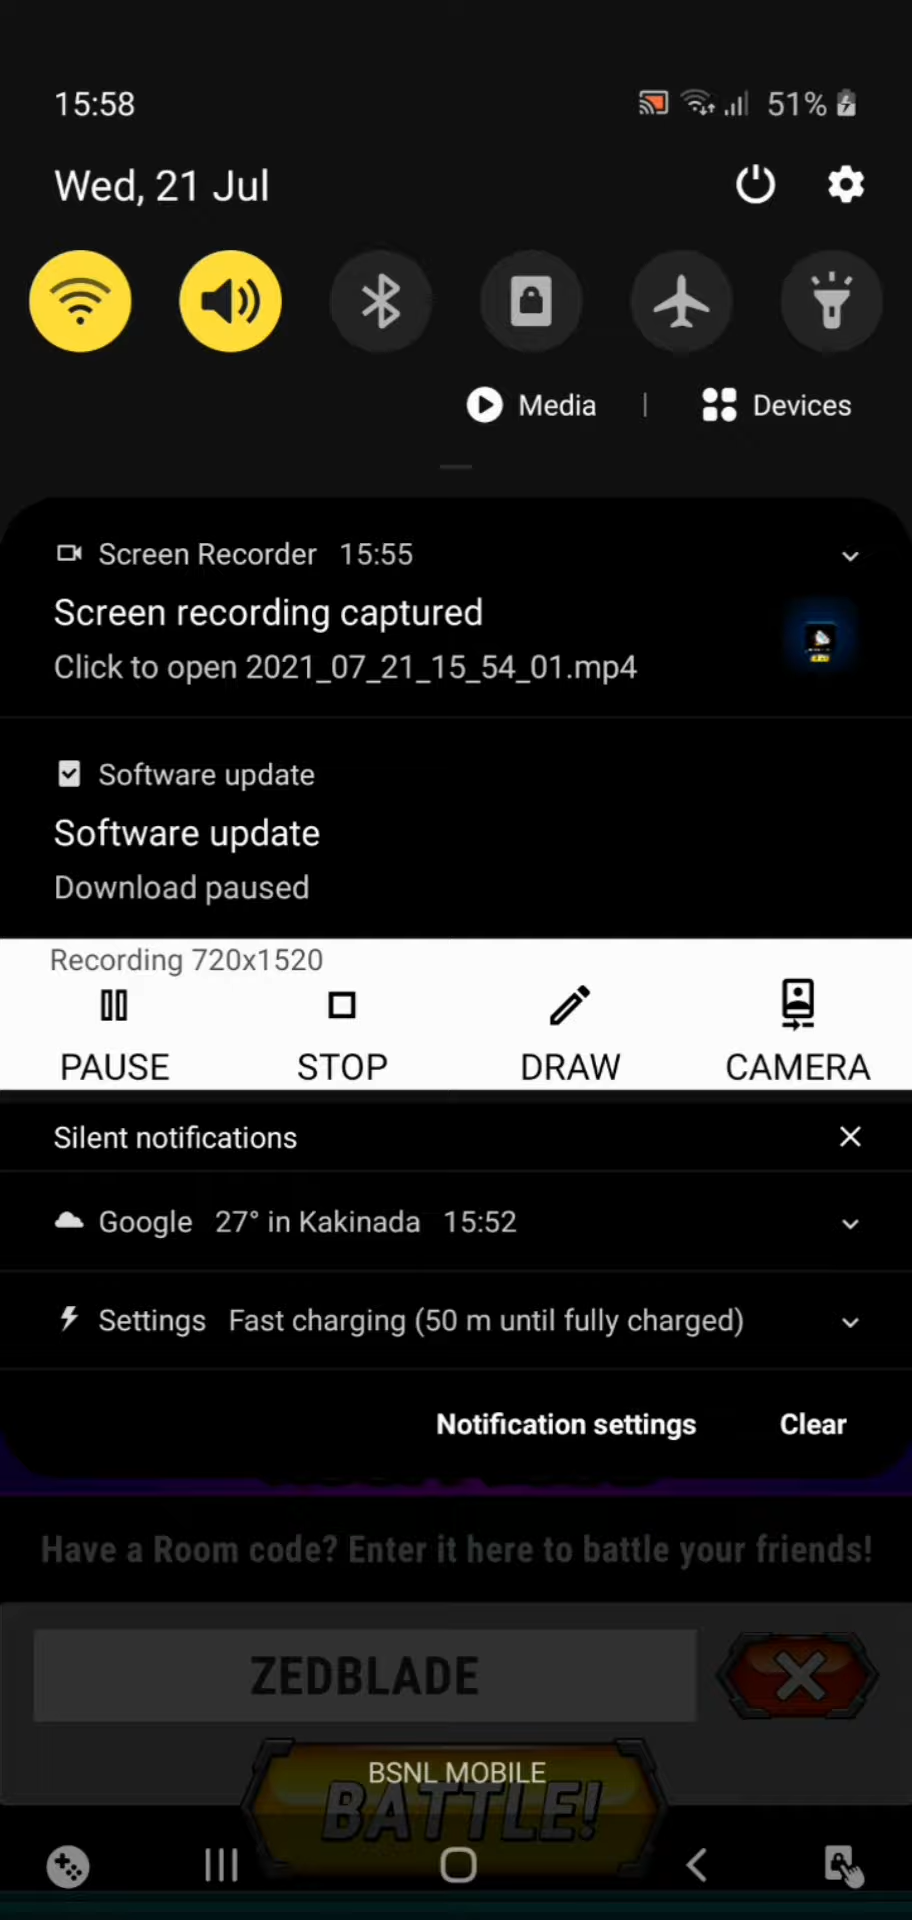 15:58
51%
Wed, 21 Jul
Media | Devices
Screen Recorder 15:55
Screen recording captured
Click to open 2021_07_21_15_54_01.mp4
Software update
Software update
Download paused
Recording 720x1520
PAUSE STOP DRAW CAMERA
Silent notifications
Google 27° in Kakinada 15:52
Settings Fast charging (50 m until fully charged)
Notification settings Clear
Have a Room code? Enter it here to battle your friends!
ZEDBLADE
BSNL MOBILE
BATTLE!